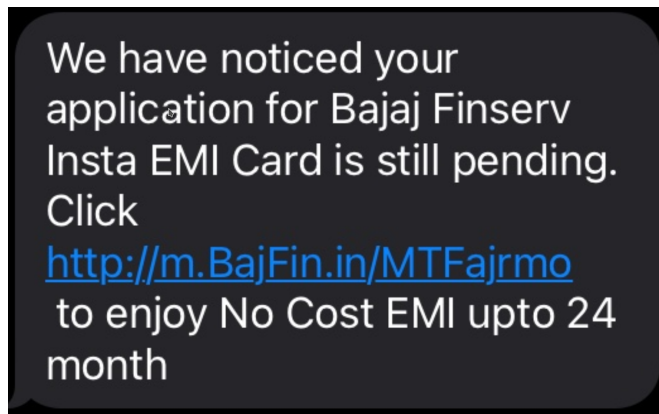 We have noticed your
application for Bajaj Finserv
Insta EMI Card is still pending.
Click
http://m.BajFin.in/MTFajrmo
to enjoy No Cost EMI upto 24
month